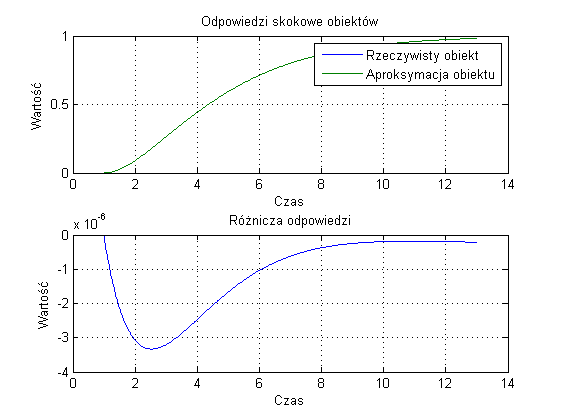 Odpowiedzi skokowe obiektów
1
0.5
0
Wartość
Rzeczywisty obiekt
Aproksymacja obiektu
0 2 4 6 8 10 12 14
Czas
Różnicza odpowiedzi
x 10^-6
0
-1
-2
-3
-4
Wartość
0 2 4 6 8 10 12 14
Czas